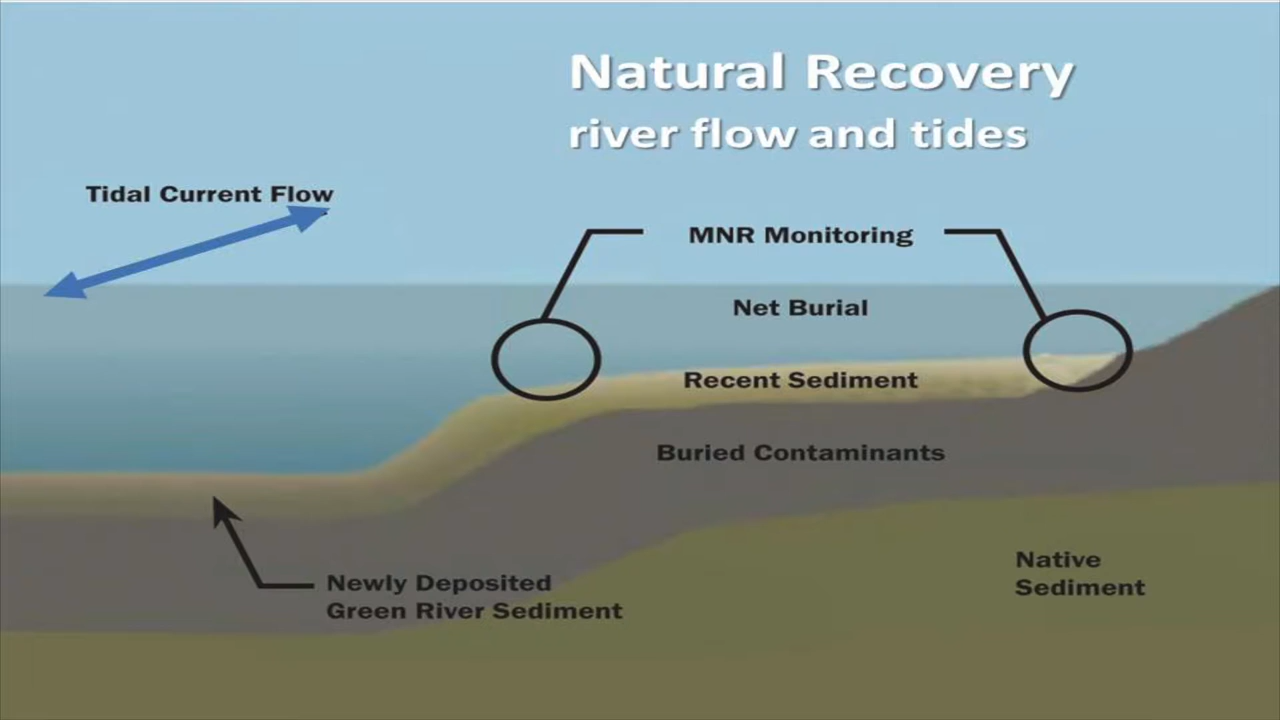 Natural Recovery
river flow and tides
Tidal Current Flow
MNR Monitoring
Net Burial
Recent Sediment
Buried Contaminants
Newly Deposited
Green River Sediment
Native
Sediment